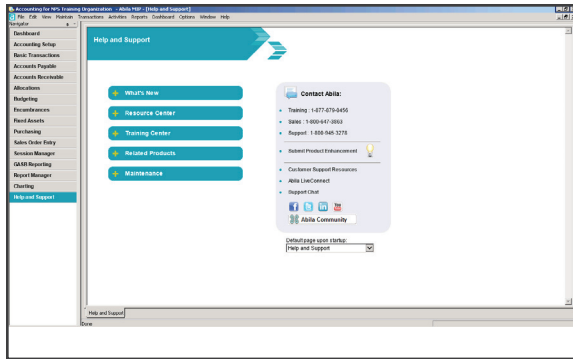 Accounting for NPs Training Organization - Abila MIP - [Help and Support]
File Edit View Maintain Transactions Activities Reports Dashboard Options Window Help
Navigator
Dashboard
Accounting Setup
Basic Transactions
Accounts Payable
Accounts Receivable
Allocations
Budgeting
Encumbrances
Fixed Assets
Purchasing
Sales Order Entry
Session Manager
GASB Reporting
Report Manager
Charting
Help and Support
Help and Support
What's New
Resource Center
Training Center
Related Products
Maintenance
Contact Abila:
Training : 1-877-879-8456
Sales : 1-800-647-3863
Support : 1-800-945-3278
Submit Product Enhancement
Customer Support Resources
Abila LiveConnect
Support Chat
Abila Community
Default page upon startup:
Help and Support
Help and Support
Done